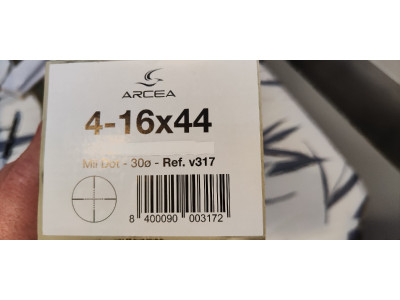 ARCEA
4-16x44
Mil Dot - 30ø - Ref. v317
8 400090 003172